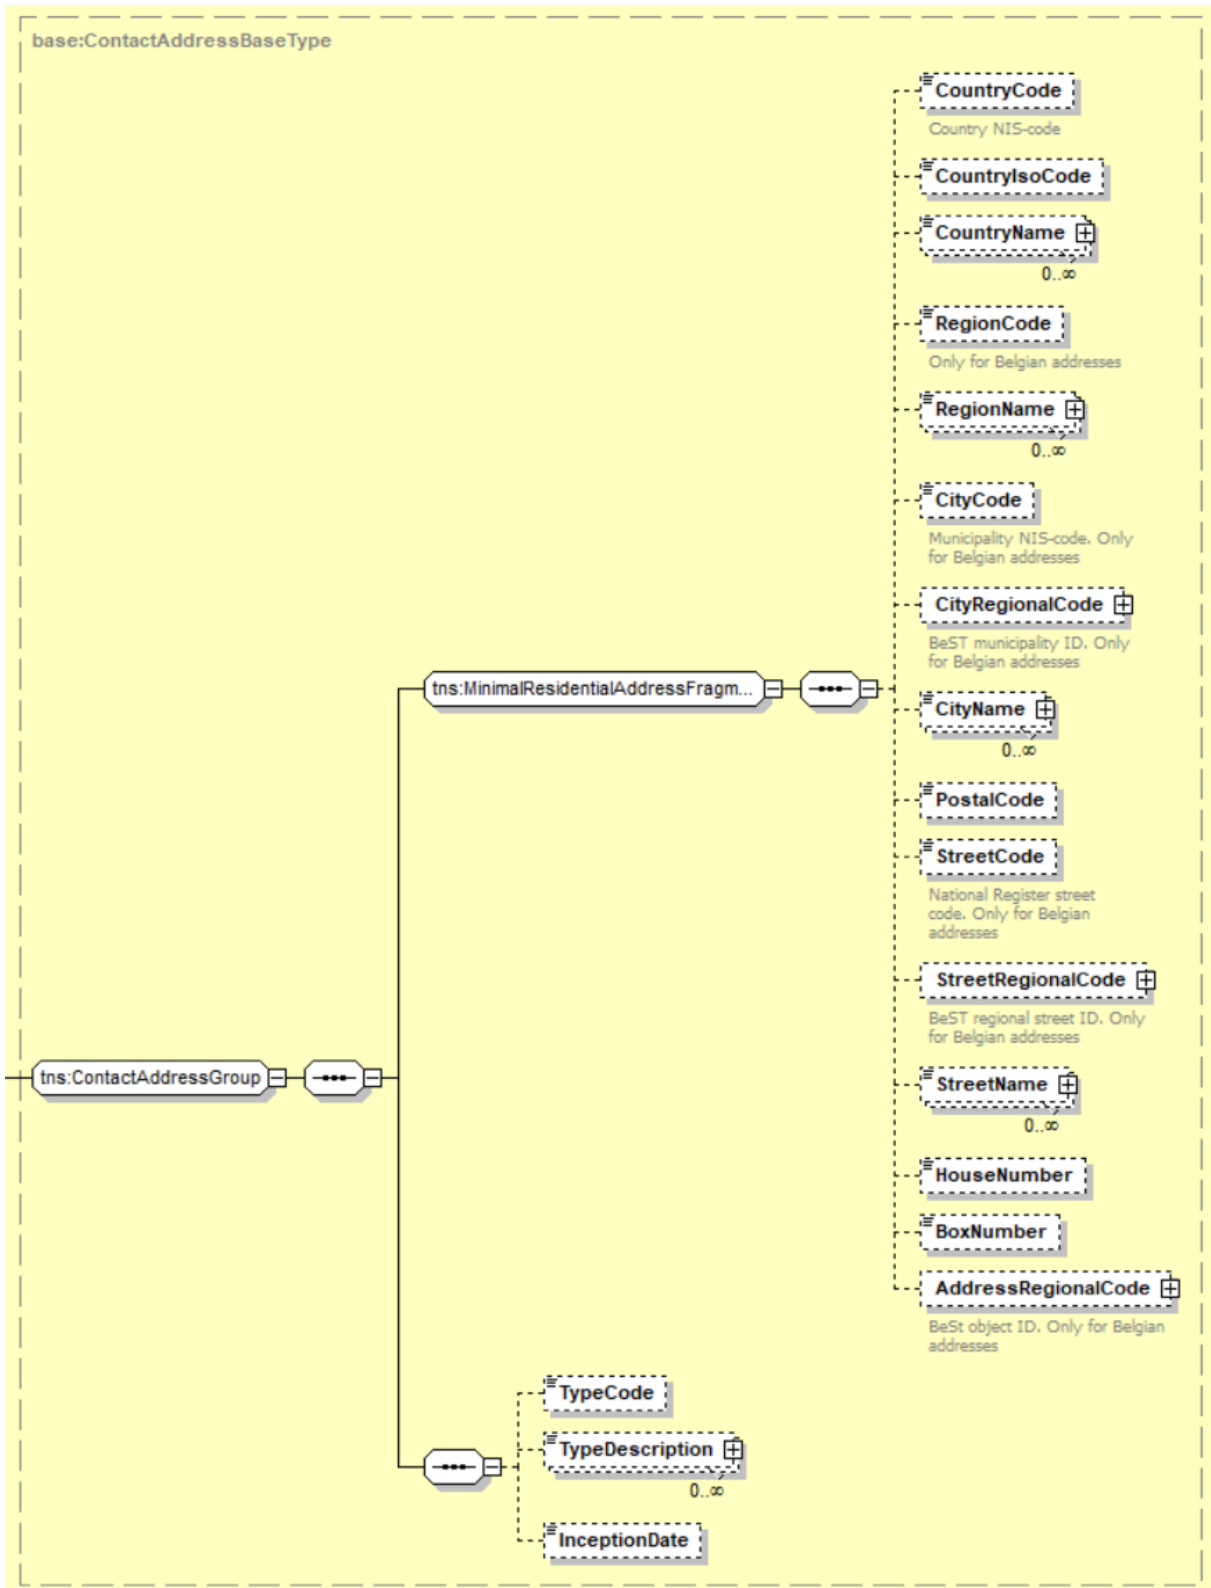 base:ContactAddressBaseType
CountryCode
Country NIS-code
CountryIsoCode
CountryName
0..∞
RegionCode
Only for Belgian addresses
RegionName
0..∞
CityCode
Municipality NIS-code. Only
for Belgian addresses
CityRegionalCode
BeST municipality ID. Only
for Belgian addresses
tns:MinimalResidentialAddressFragm...
CityName
0..∞
PostalCode
StreetCode
National Register street
code. Only for Belgian
addresses
StreetRegionalCode
BeST regional street ID. Only
for Belgian addresses
tns:ContactAddressGroup
StreetName
0..∞
HouseNumber
BoxNumber
AddressRegionalCode
BeSt object ID. Only for Belgian
addresses
TypeCode
TypeDescription
0..∞
InceptionDate